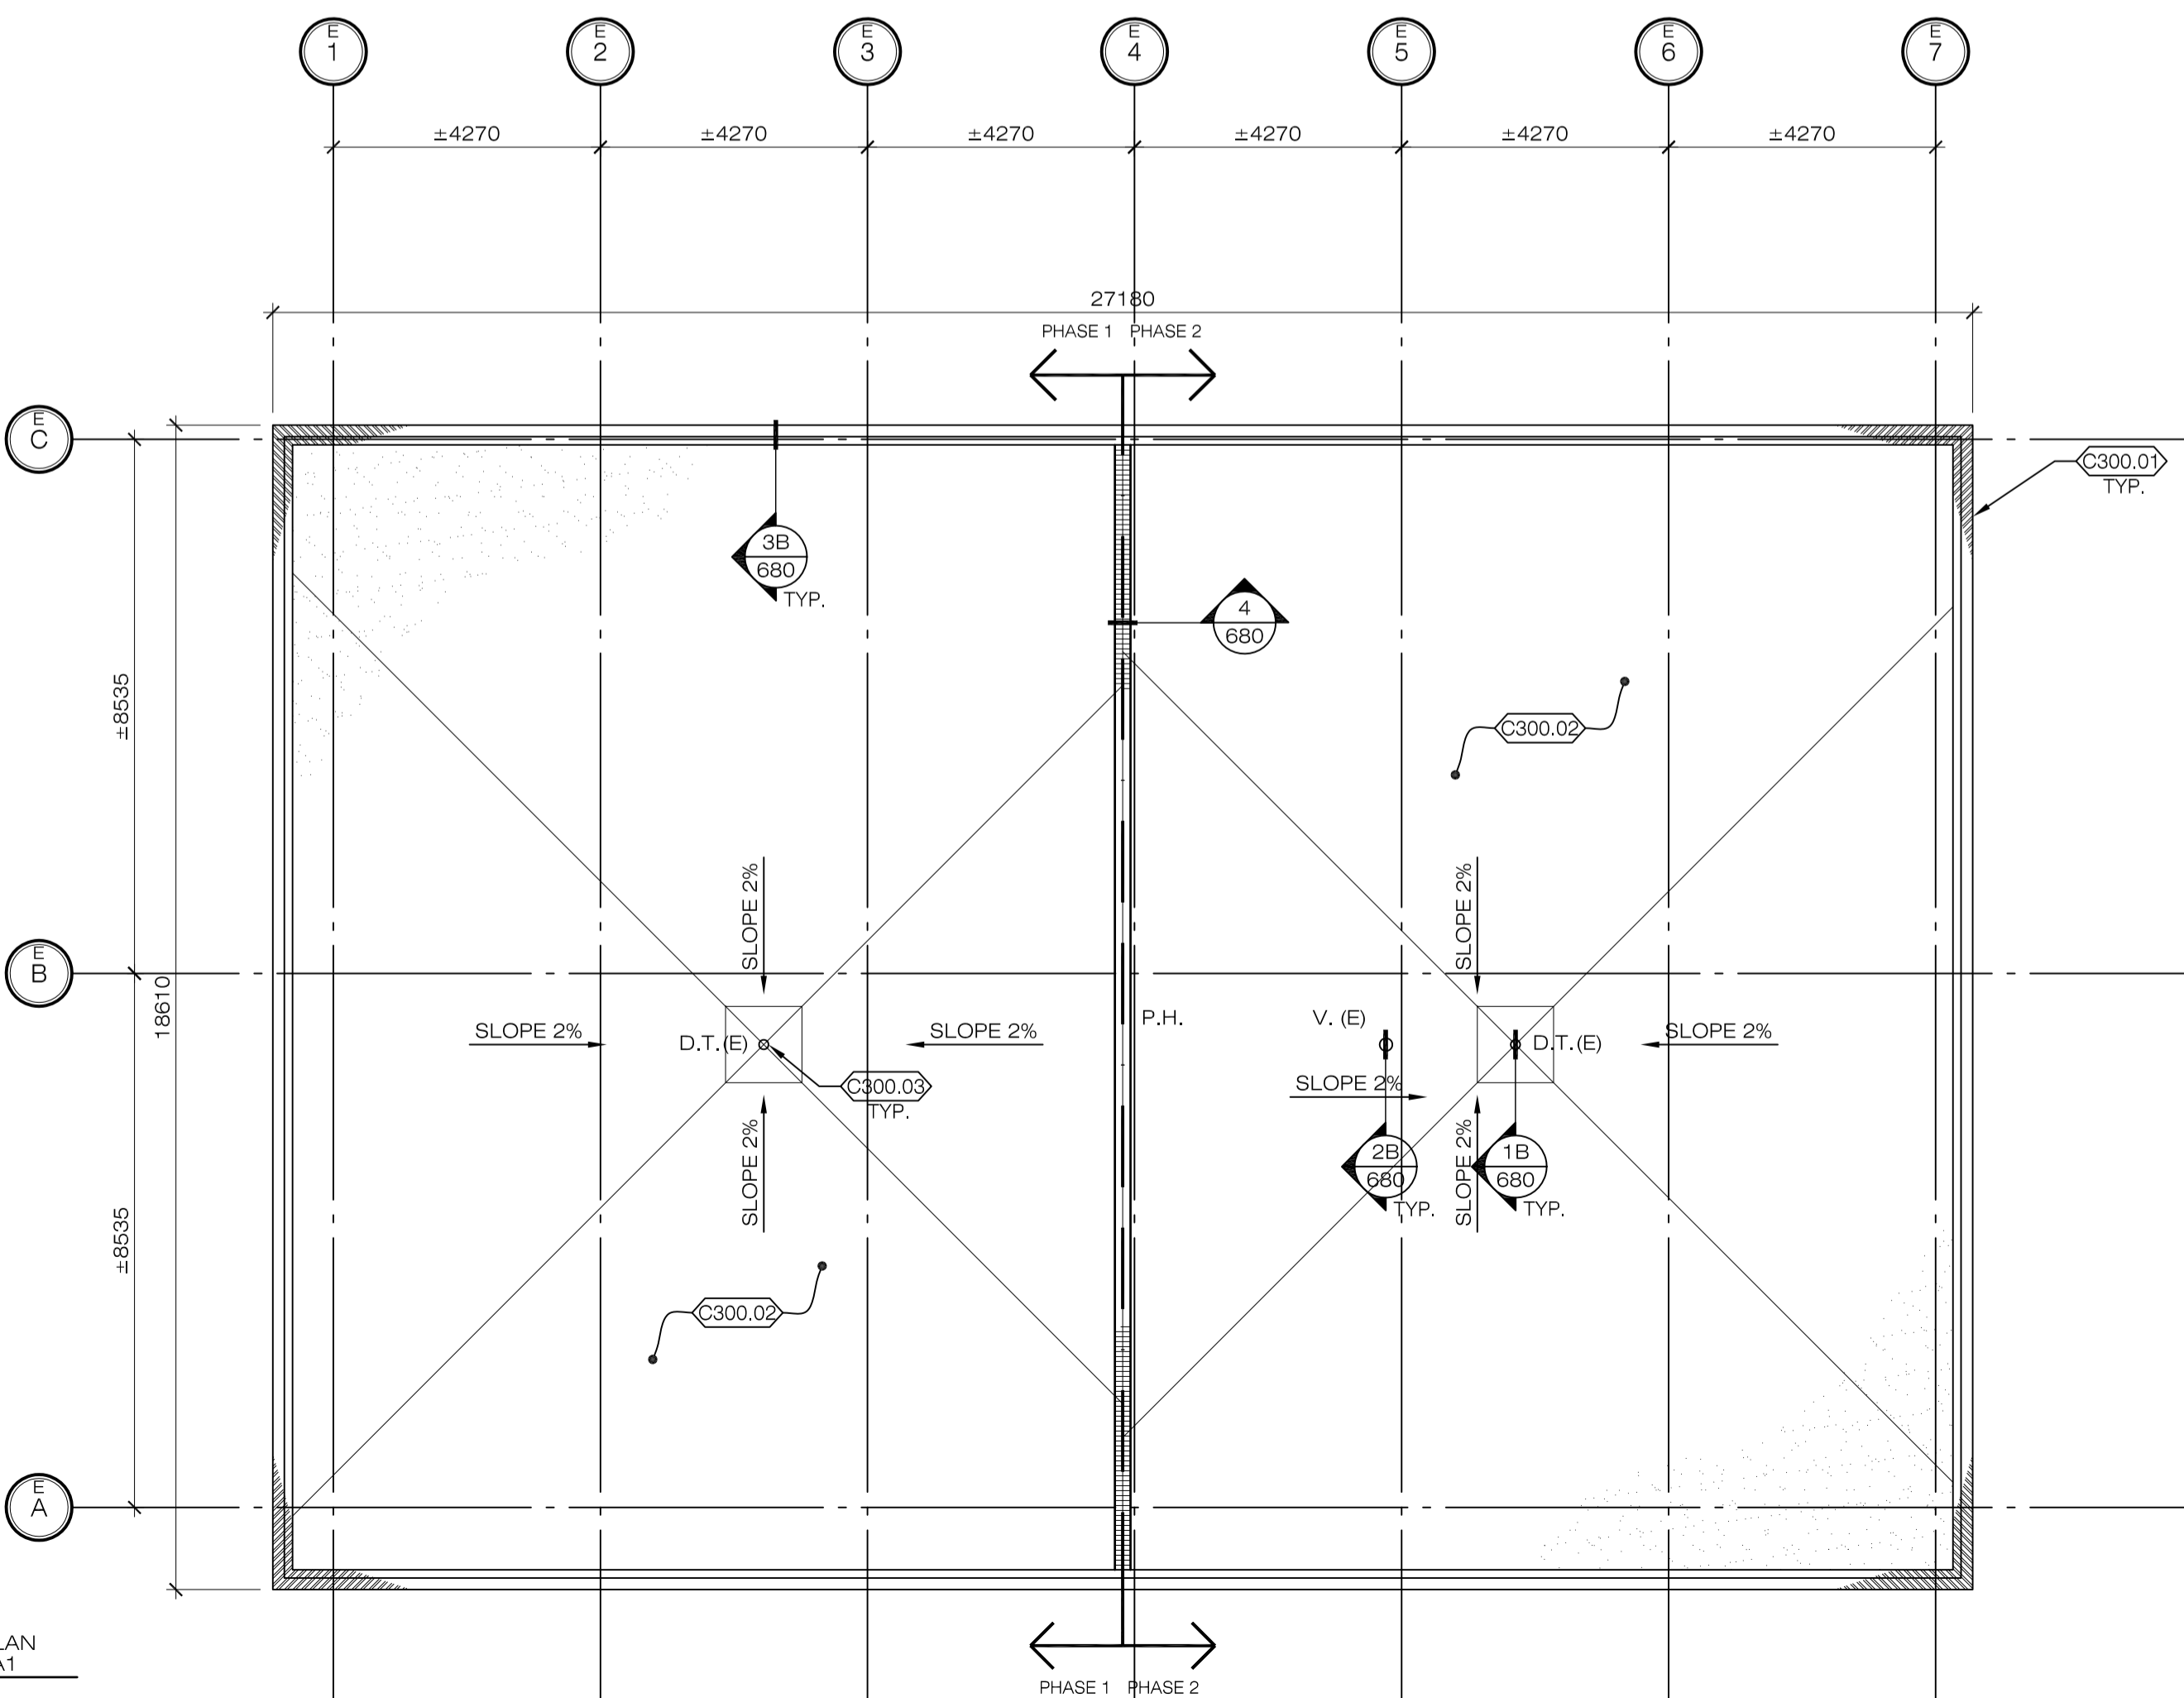 E
1
E
2
E
3
E
4
E
5
E
6
E
7
±4270
±4270
±4270
±4270
±4270
±4270
27180
PHASE 1
PHASE 2
E
C
C300.01
TYP.
3B
680
TYP.
4
680
±8535
C300.02
SLOPE 2%
SLOPE 2%
E
B
18610
P.H.
V. (E)
SLOPE 2%
D.T.(E)
SLOPE 2%
D.T.(E)
SLOPE 2%
C300.03
TYP.
SLOPE 2%
SLOPE 2%
SLOPE 2%
2B
680
TYP.
1B
680
TYP.
±8535
C300.02
E
A
LAN
A1
PHASE 1
PHASE 2